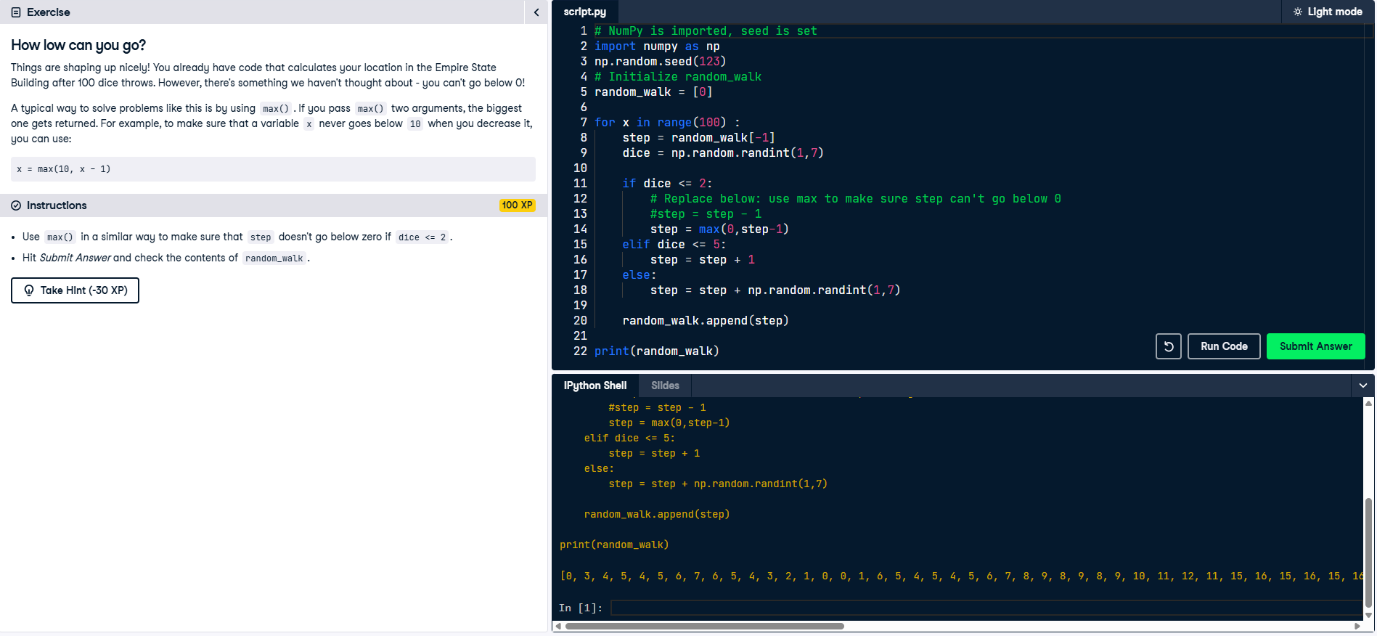 Exercise
How low can you go?
Things are shaping up nicely! You already have code that calculates your location in the Empire State
Building after 100 dice throws. However, there's something we haven't thought about - you can't go below 0!
A typical way to solve problems like this is by using max() . If you pass max() two arguments, the biggest
one gets returned. For example, to make sure that a variable x never goes below 10 when you decrease it,
you can use:
x = max(10, x - 1)
Instructions
100 XP
• Use max() in a similar way to make sure that step doesn't go below zero if dice <= 2 .
• Hit Submit Answer and check the contents of random_walk .
Take Hint (-30 XP)
script.py
Light mode
1 # NumPy is imported, seed is set
2 import numpy as np
3 np.random.seed(123)
4 # Initialize random_walk
5 random_walk = [0]
6
7 for x in range(100) :
8     step = random_walk[-1]
9     dice = np.random.randint(1,7)
10
11     if dice <= 2:
12         # Replace below: use max to make sure step can't go below 0
13         #step = step - 1
14         step = max(0,step-1)
15     elif dice <= 5:
16         step = step + 1
17     else:
18         step = step + np.random.randint(1,7)
19
20     random_walk.append(step)
21
22 print(random_walk)
Run Code
Submit Answer
IPython Shell
Slides
#step = step - 1
step = max(0,step-1)
elif dice <= 5:
step = step + 1
else:
step = step + np.random.randint(1,7)
random_walk.append(step)
print(random_walk)
[0, 3, 4, 5, 4, 5, 6, 7, 6, 5, 4, 3, 2, 1, 0, 0, 1, 6, 5, 4, 5, 4, 5, 6, 7, 8, 9, 8, 9, 8, 9, 10, 11, 12, 11, 15, 16, 15, 16, 15, 16
In [1]: